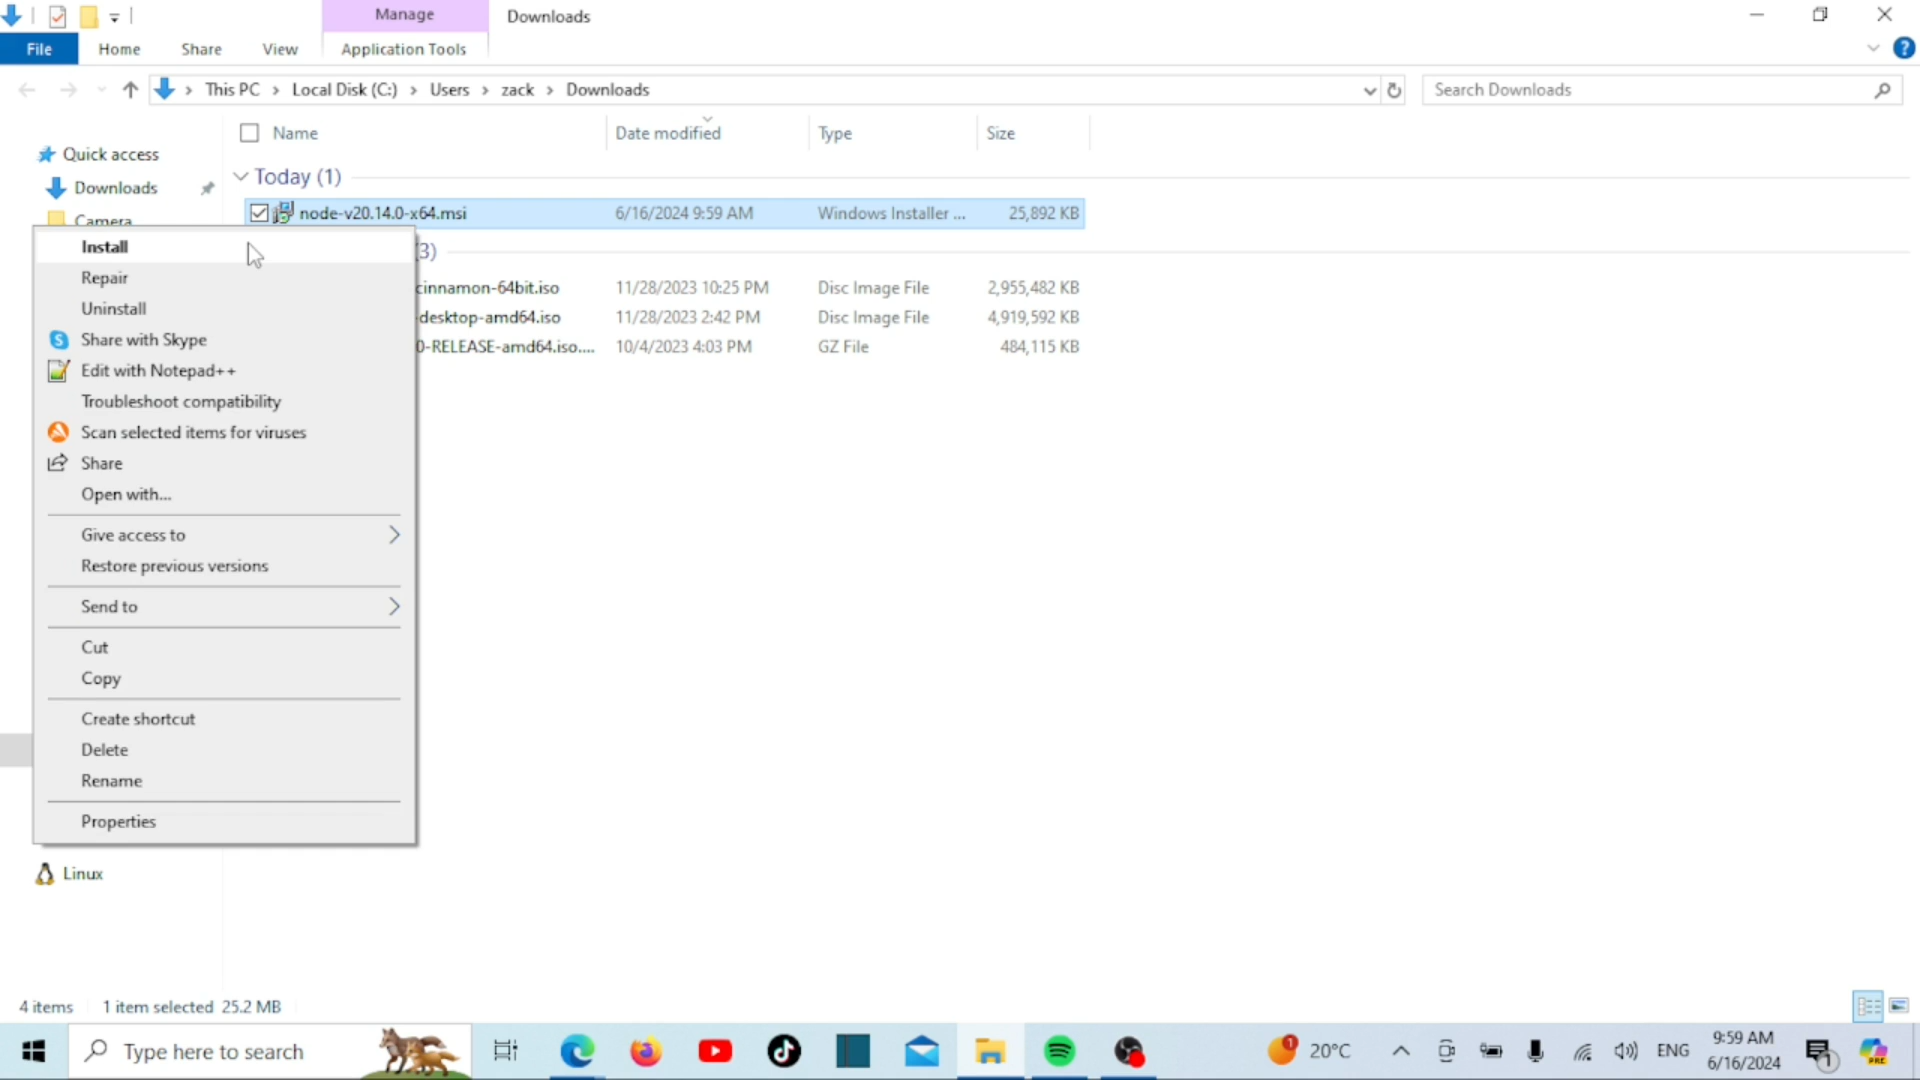 Manage
Downloads
File
Home
Share
View
Application Tools
This PC > Local Disk (C:) > Users > zack > Downloads
Search Downloads
Name
Date modified
Type
Size
Quick access
Downloads
Camera
Today (1)
node-v20.14.0-x64.msi 6/16/2024 9:59 AM Windows Installer ... 25,892 KB
(3)
cinnamon-64bit.iso 11/28/2023 10:25 PM Disc Image File 2,955,482 KB
-desktop-amd64.iso 11/28/2023 2:42 PM Disc Image File 4,919,592 KB
0-RELEASE-amd64.iso.... 10/4/2023 4:03 PM GZ File 484,115 KB
Install
Repair
Uninstall
Share with Skype
Edit with Notepad++
Troubleshoot compatibility
Scan selected items for viruses
Share
Open with...
Give access to
Restore previous versions
Send to
Cut
Copy
Create shortcut
Delete
Rename
Properties
Linux
4 items 1 item selected 25.2 MB
Type here to search
1
20°C
ENG
9:59 AM
6/16/2024
1
PRE